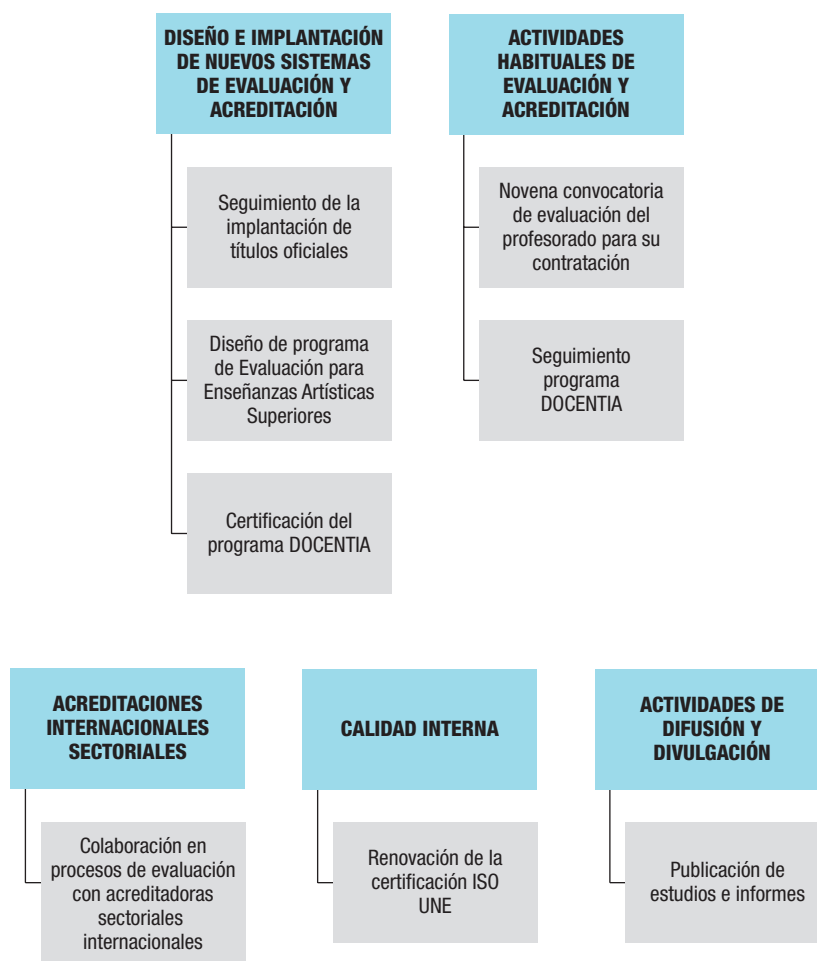 DISEÑO E IMPLANTACIÓN
DE NUEVOS SISTEMAS
DE EVALUACIÓN Y
ACREDITACIÓN
Seguimiento de la
implantación de
títulos oficiales
Diseño de programa
de Evaluación para
Enseñanzas Artísticas
Superiores
Certificación del
programa DOCENTIA
ACTIVIDADES
HABITUALES DE
EVALUACIÓN Y
ACREDITACIÓN
Novena convocatoria
de evaluación del
profesorado para su
contratación
Seguimiento
programa
DOCENTIA
ACREDITACIONES
INTERNACIONALES
SECTORIALES
Colaboración en
procesos de evaluación
con acreditadoras
sectoriales
internacionales
CALIDAD INTERNA
Renovación de la
certificación ISO
UNE
ACTIVIDADES DE
DIFUSIÓN Y
DIVULGACIÓN
Publicación de
estudios e informes